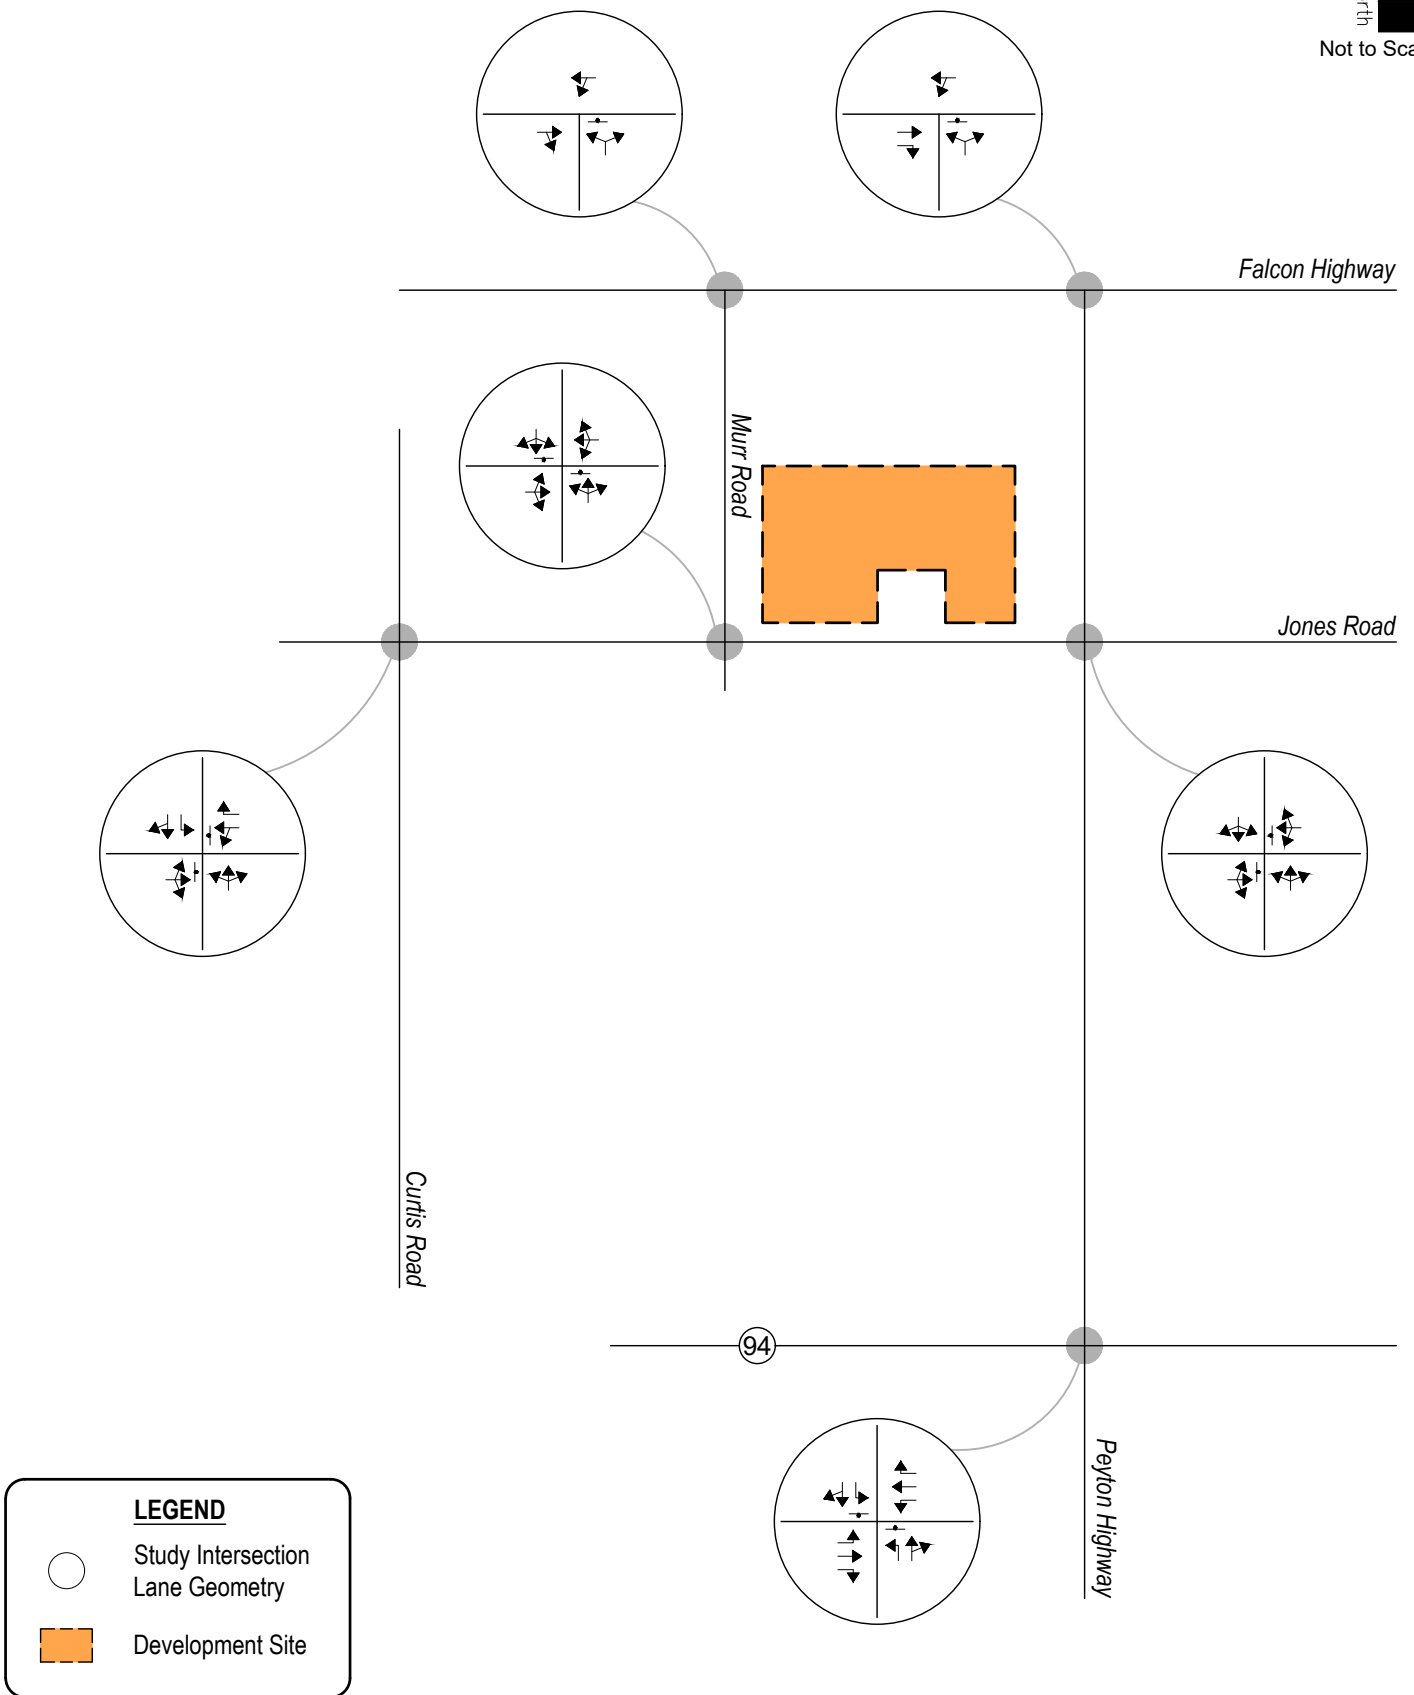 Not to Sca
Falcon Highway
Murr Road
Jones Road
Curtis Road
94
Peyton Highway
LEGEND
Study Intersection
Lane Geometry
Development Site